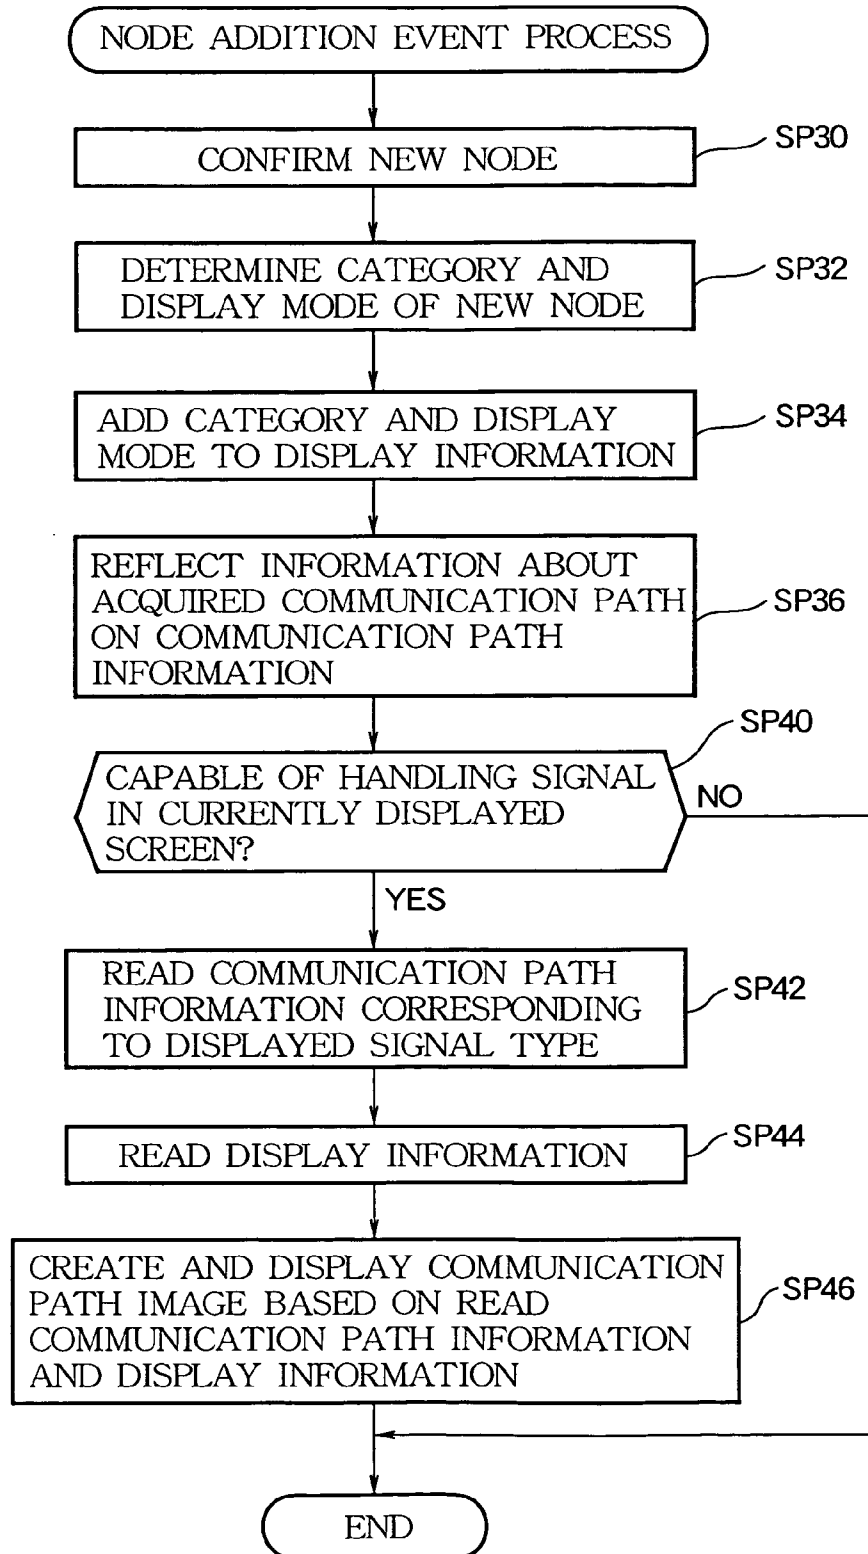 NODE ADDITION EVENT PROCESS
CONFIRM NEW NODE
SP30
DETERMINE CATEGORY AND
DISPLAY MODE OF NEW NODE
SP32
ADD CATEGORY AND DISPLAY
MODE TO DISPLAY INFORMATION
SP34
REFLECT INFORMATION ABOUT
ACQUIRED COMMUNICATION PATH
ON COMMUNICATION PATH
INFORMATION
SP36
SP40
CAPABLE OF HANDLING SIGNAL
IN CURRENTLY DISPLAYED
SCREEN?
NO
YES
READ COMMUNICATION PATH
INFORMATION CORRESPONDING
TO DISPLAYED SIGNAL TYPE
SP42
READ DISPLAY INFORMATION
SP44
CREATE AND DISPLAY COMMUNICATION
PATH IMAGE BASED ON READ
COMMUNICATION PATH INFORMATION
AND DISPLAY INFORMATION
SP46
END